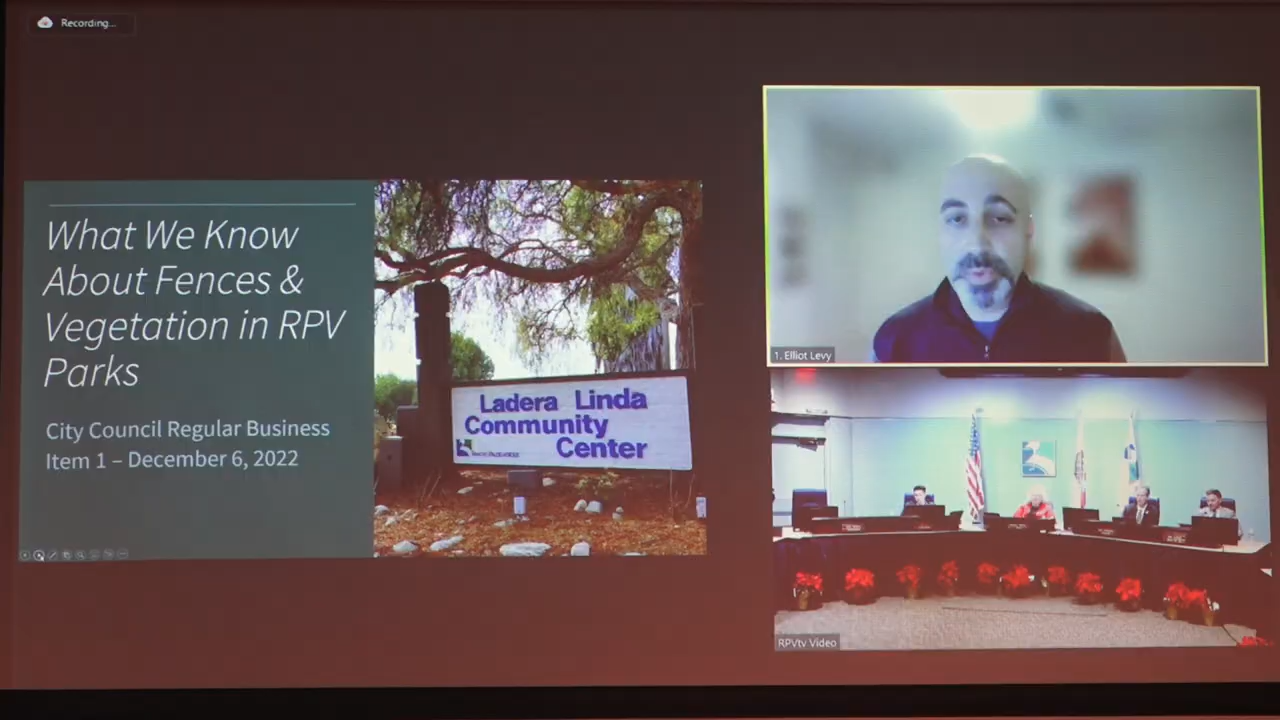 Recording...
What We Know
About Fences &
Vegetation in RPV
Parks
City Council Regular Business
Item 1 – December 6, 2022
Ladera Linda
Community
Center
1. Elliot Levy
RPVtv Video